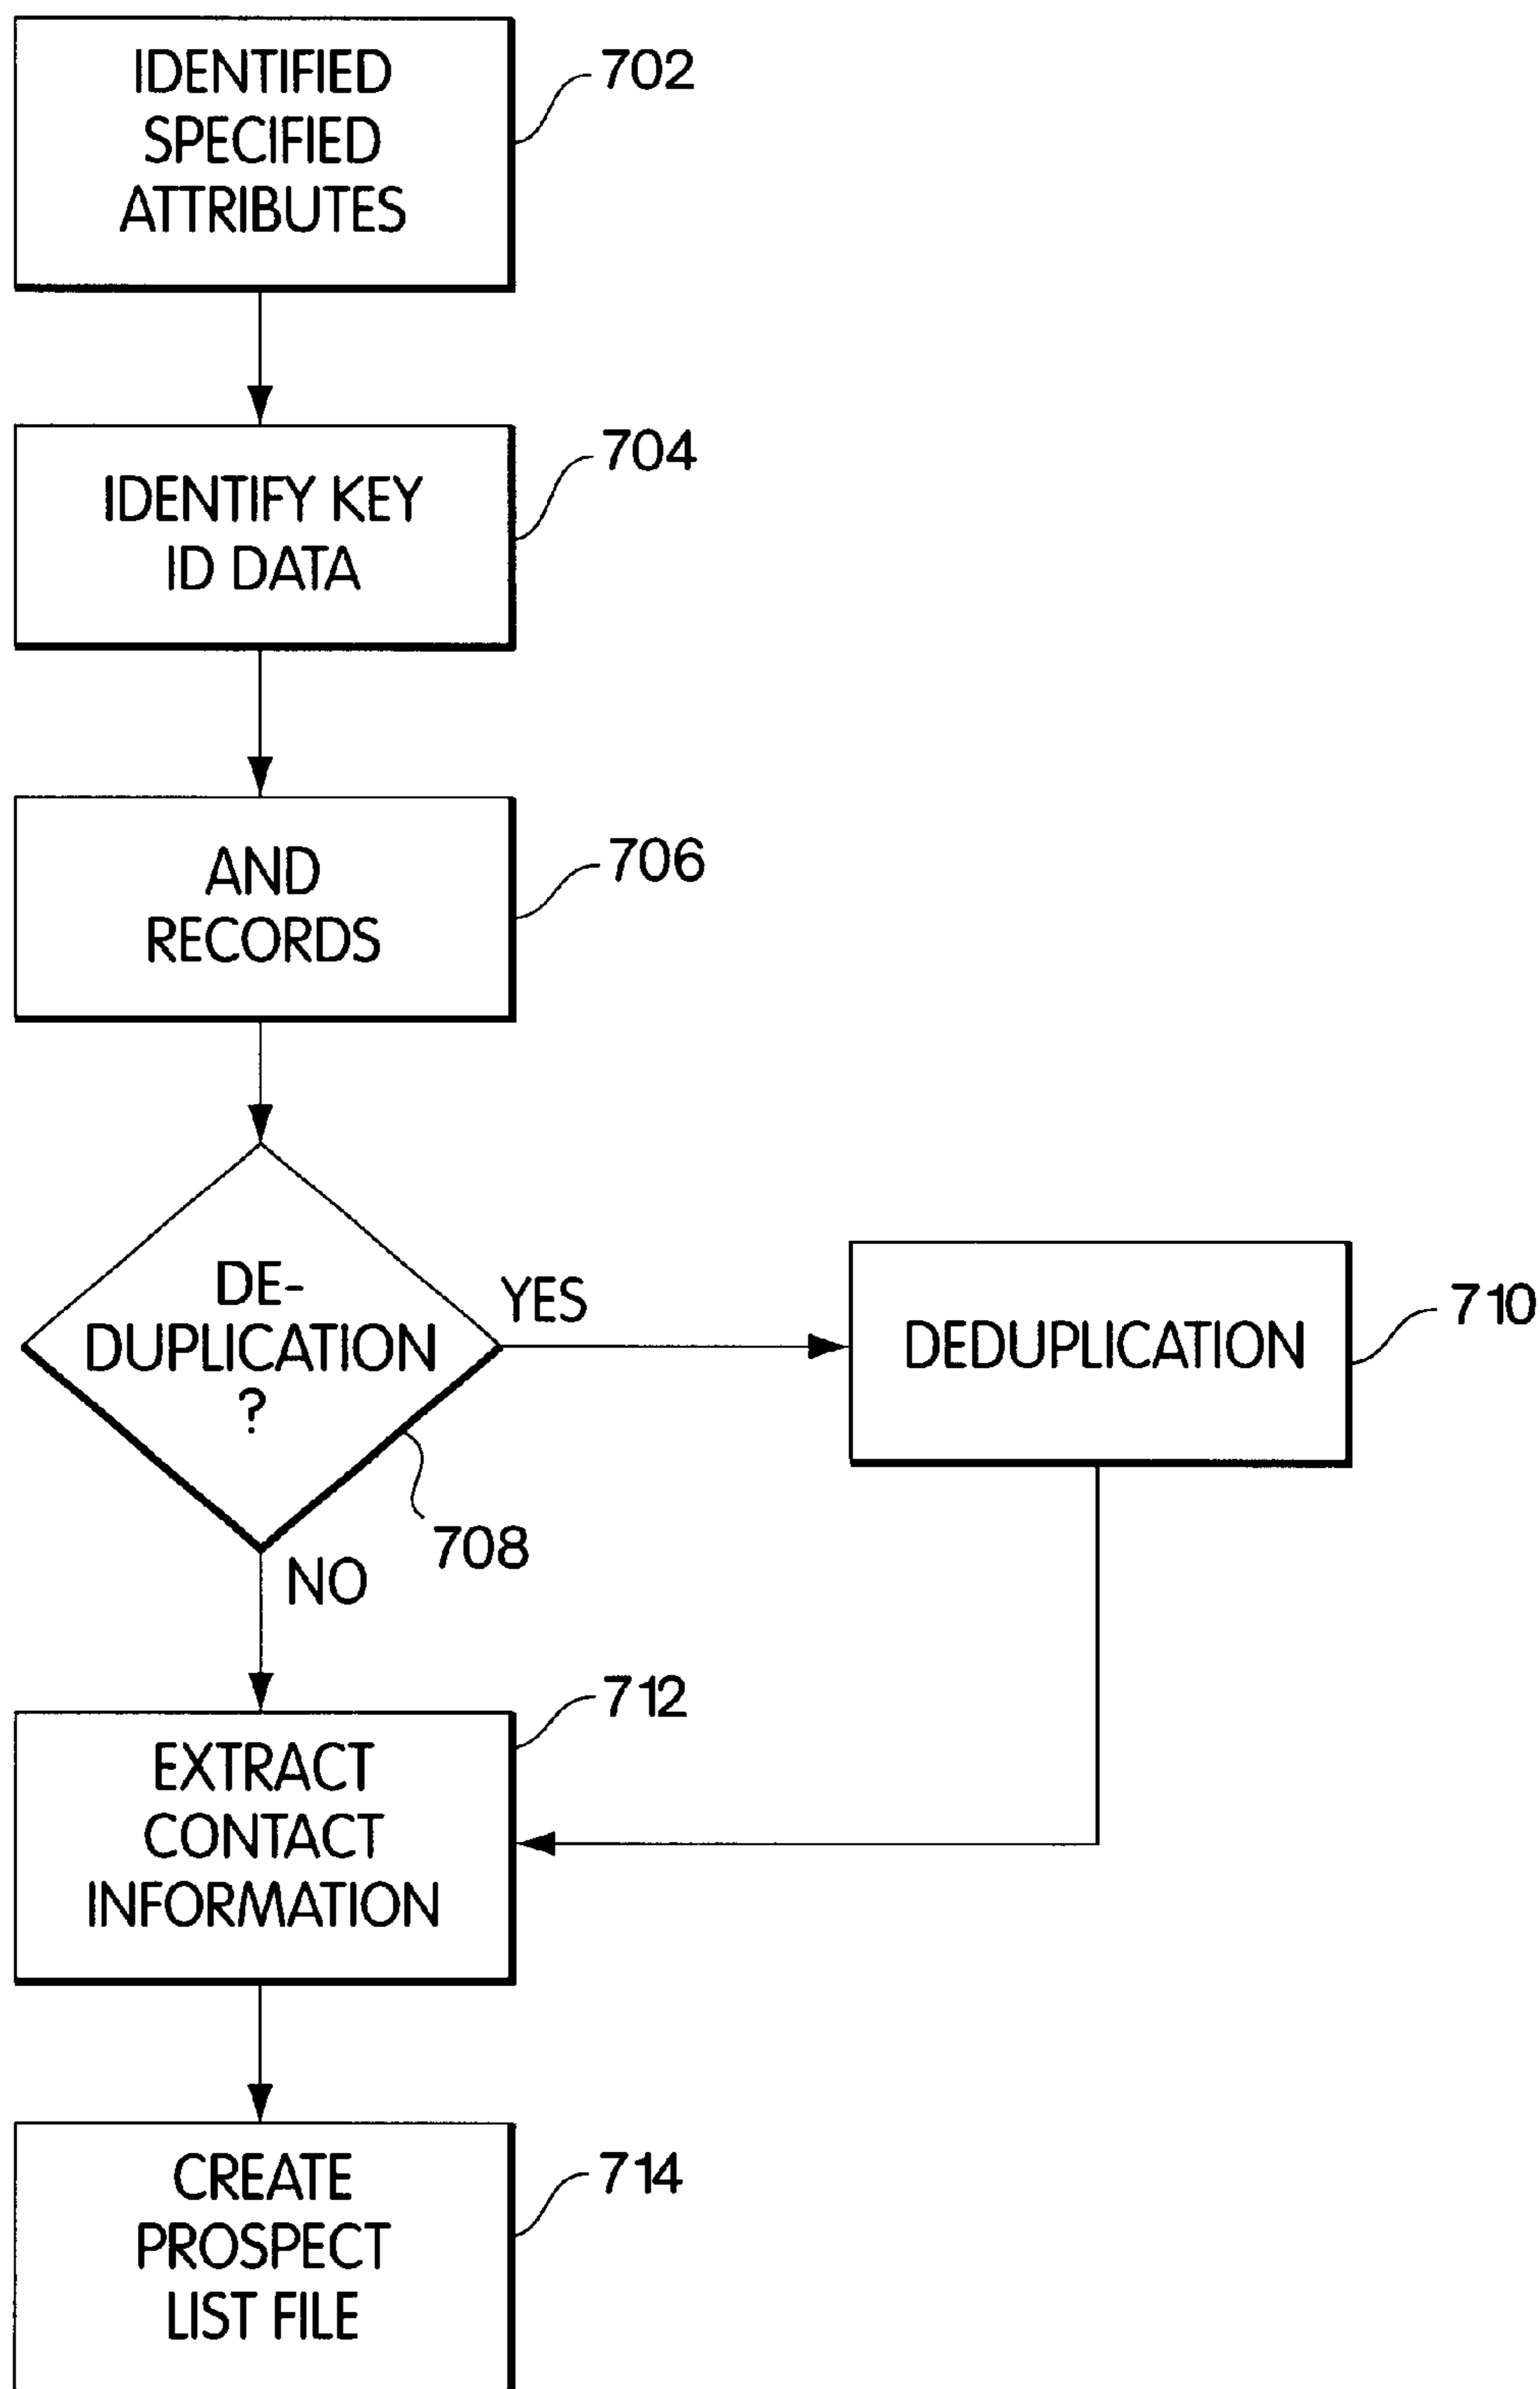 IDENTIFIED
SPECIFIED
ATTRIBUTES
702
IDENTIFY KEY
ID DATA
704
AND
RECORDS
706
DE-
DUPLICATION
?
YES
708
NO
DEDUPLICATION
710
EXTRACT
CONTACT
INFORMATION
712
CREATE
PROSPECT
LIST FILE
714